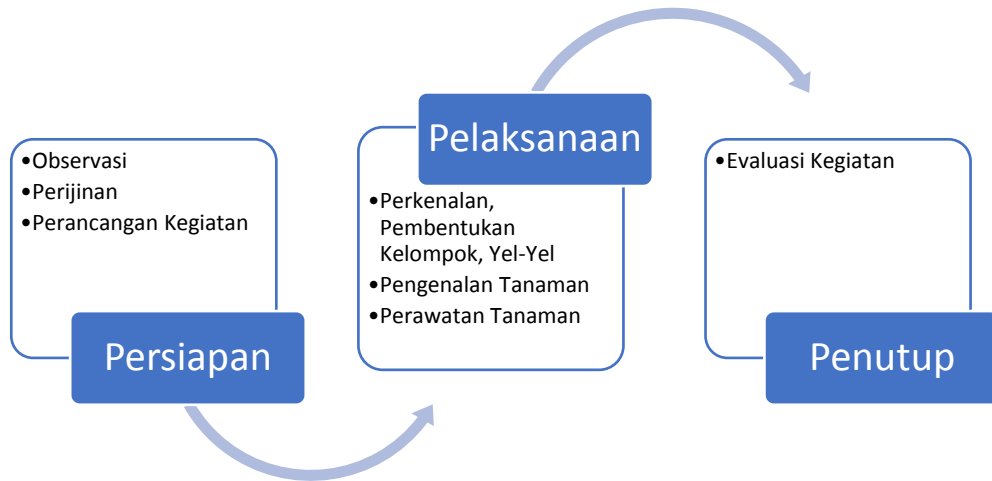 •Observasi
•Perijinan
•Perancangan Kegiatan
Persiapan
Pelaksanaan
•Perkenalan,
Pembentukan
Kelompok, Yel-Yel
•Pengenalan Tanaman
•Perawatan Tanaman
•Evaluasi Kegiatan
Penutup